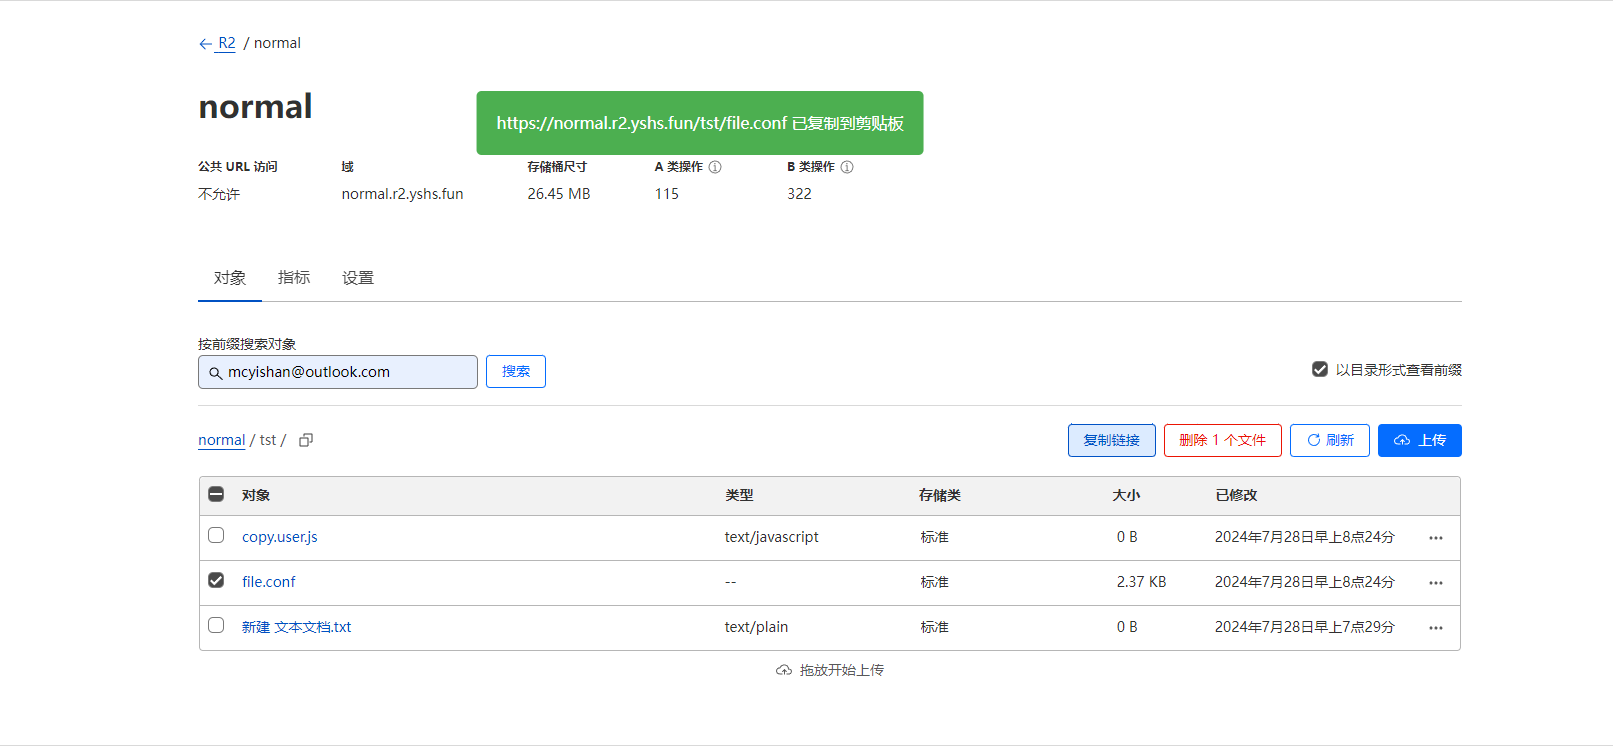 R2 / normal
normal
https://normal.r2.yshs.fun/tst/file.conf 已复制到剪贴板
公共 URL 访问 域 存储桶尺寸 A 类操作 B 类操作
不允许 normal.r2.yshs.fun 26.45 MB 115 322
对象 指标 设置
按前缀搜索对象
mcyishan@outlook.com 搜索 以目录形式查看前缀
normal / tst / 复制链接 删除 1 个文件 刷新 上传
对象 类型 存储类 大小 已修改
copy.user.js text/javascript 标准 0 B 2024年7月28日早上8点24分
file.conf -- 标准 2.37 KB 2024年7月28日早上8点24分
新建 文本文档.txt text/plain 标准 0 B 2024年7月28日早上7点29分
拖放开始上传